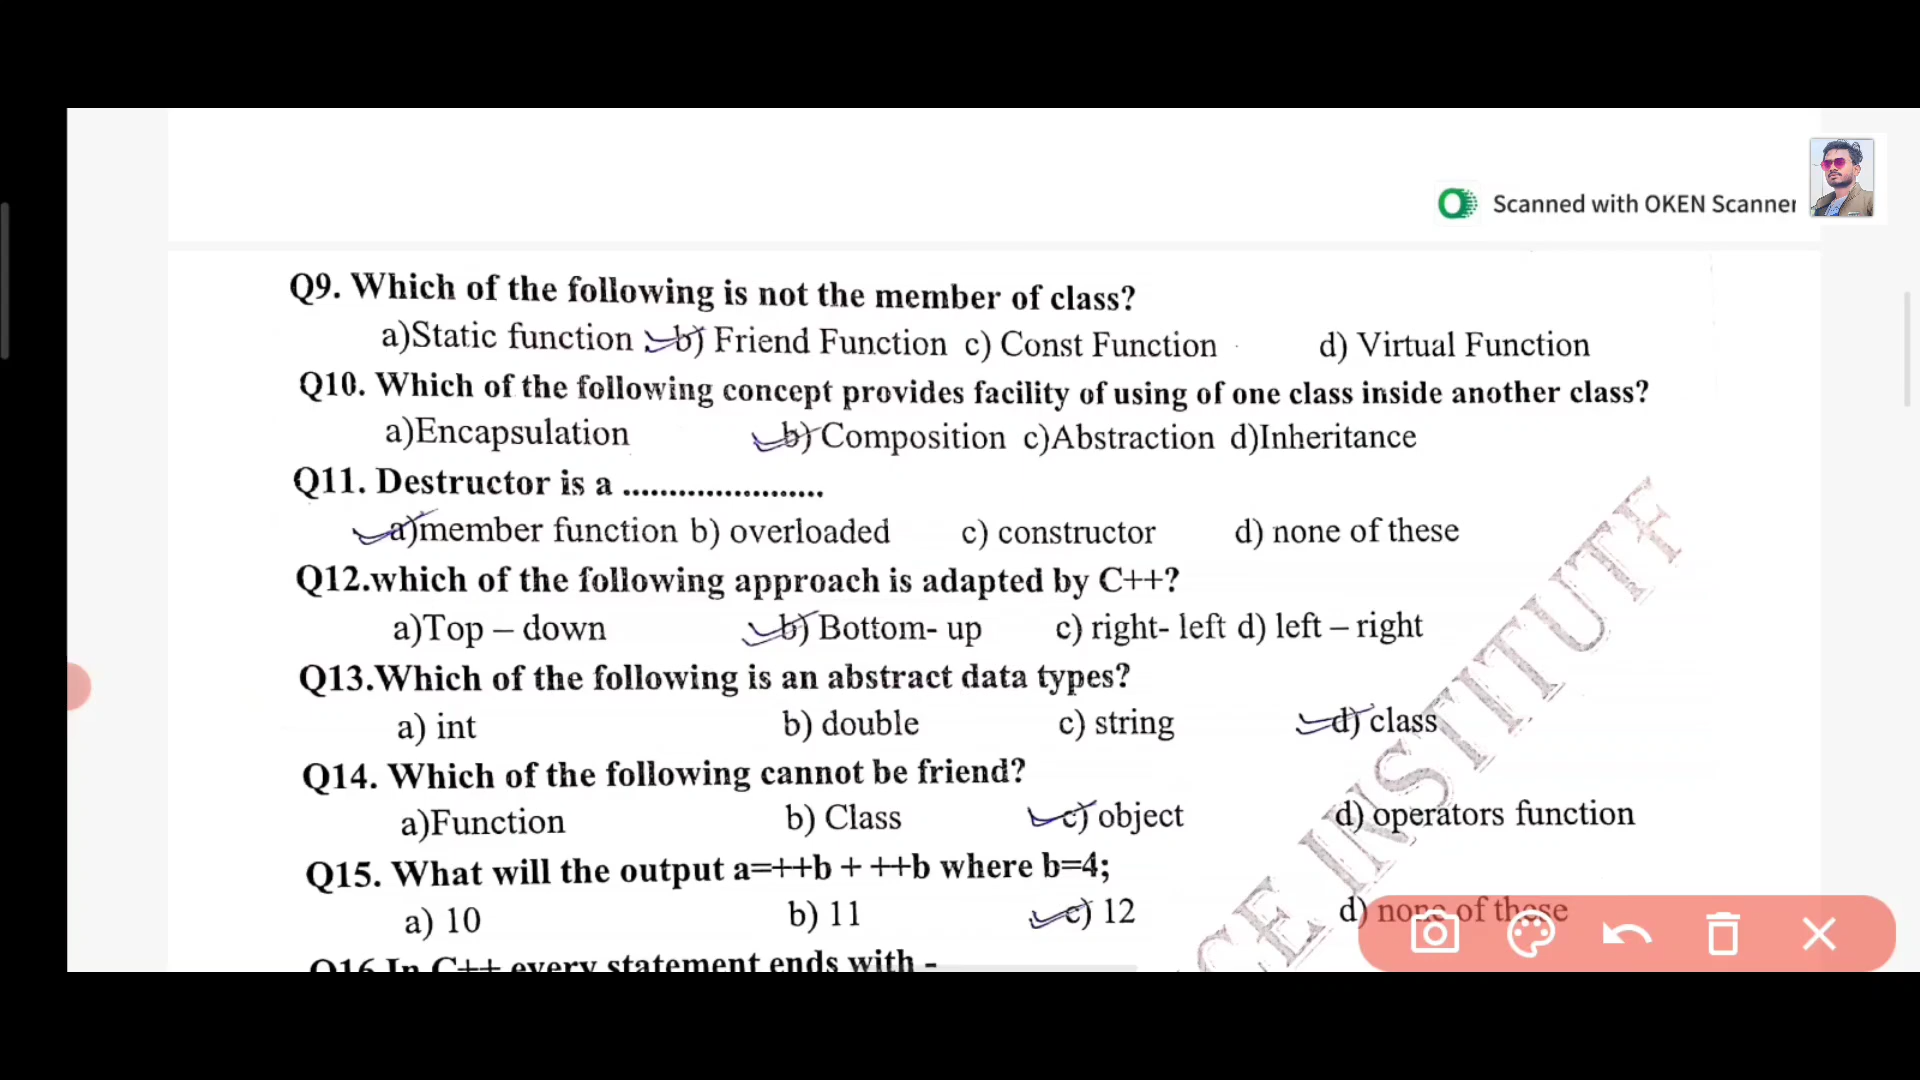 Scanned with OKEN Scanner
Q9. Which of the following is not the member of class?
a)Static function b) Friend Function c) Const Function d) Virtual Function
Q10. Which of the following concept provides facility of using of one class inside another class?
a)Encapsulation b) Composition c)Abstraction d)Inheritance
Q11. Destructor is a ......................
a)member function b) overloaded c) constructor d) none of these
Q12.which of the following approach is adapted by C++?
a)Top – down b) Bottom- up c) right- left d) left – right
Q13.Which of the following is an abstract data types?
a) int b) double c) string d) class
Q14. Which of the following cannot be friend?
a)Function b) Class c) object d) operators function
Q15. What will the output a=++b + ++b where b=4;
a) 10 b) 11 c) 12 d) none of these
Q16 In C++ every statement ends with -
CE INSTITUTE